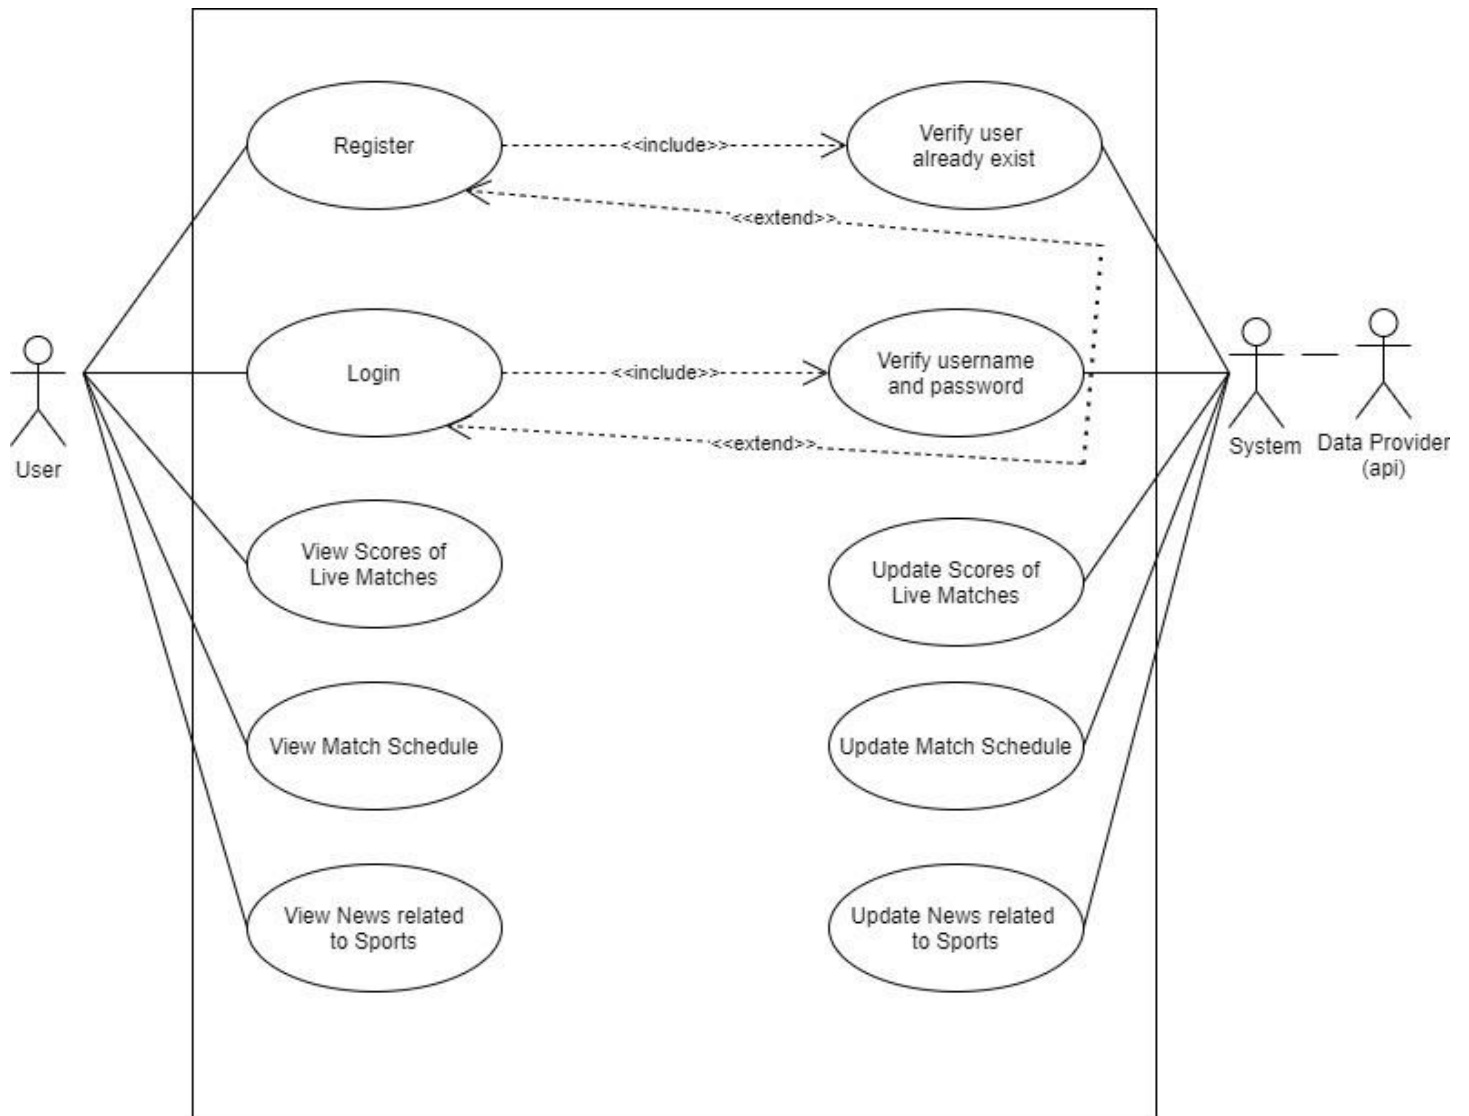 Register
<<include>>
Verify user
already exist
<<extend>>
Login
<<include>>
Verify username
and password
<<extend>>
User
System
Data Provider
(api)
View Scores of
Live Matches
Update Scores of
Live Matches
View Match Schedule
Update Match Schedule
View News related
to Sports
Update News related
to Sports